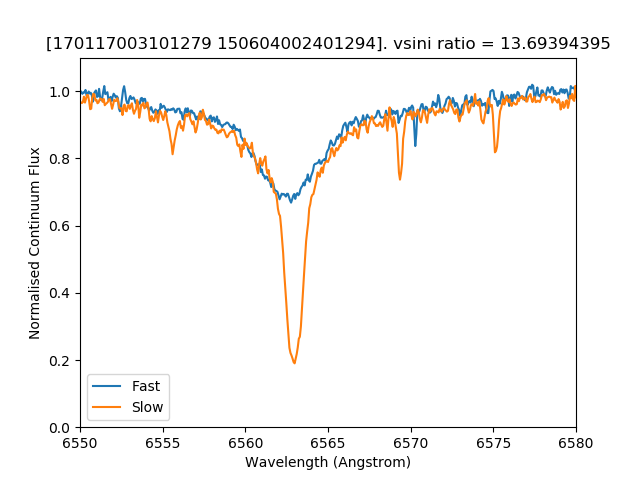 [170117003101279 150604002401294]. vsini ratio = 13.69394395
Normalised Continuum Flux
1.0
0.8
0.6
0.4
0.2
0.0
Fast
Slow
6550 6555 6560 6565 6570 6575 6580
Wavelength (Angstrom)